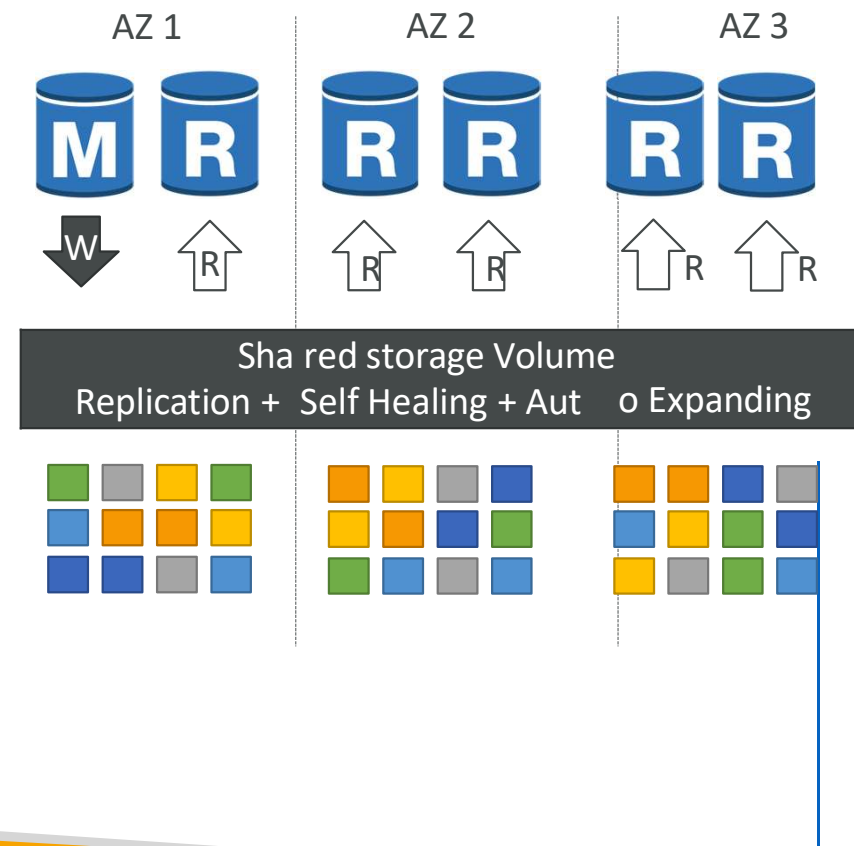 AZ 1 AZ 2 AZ 3
M R R R R R
W R R R R R
Sha red storage Volume
Replication + Self Healing + Aut o Expanding